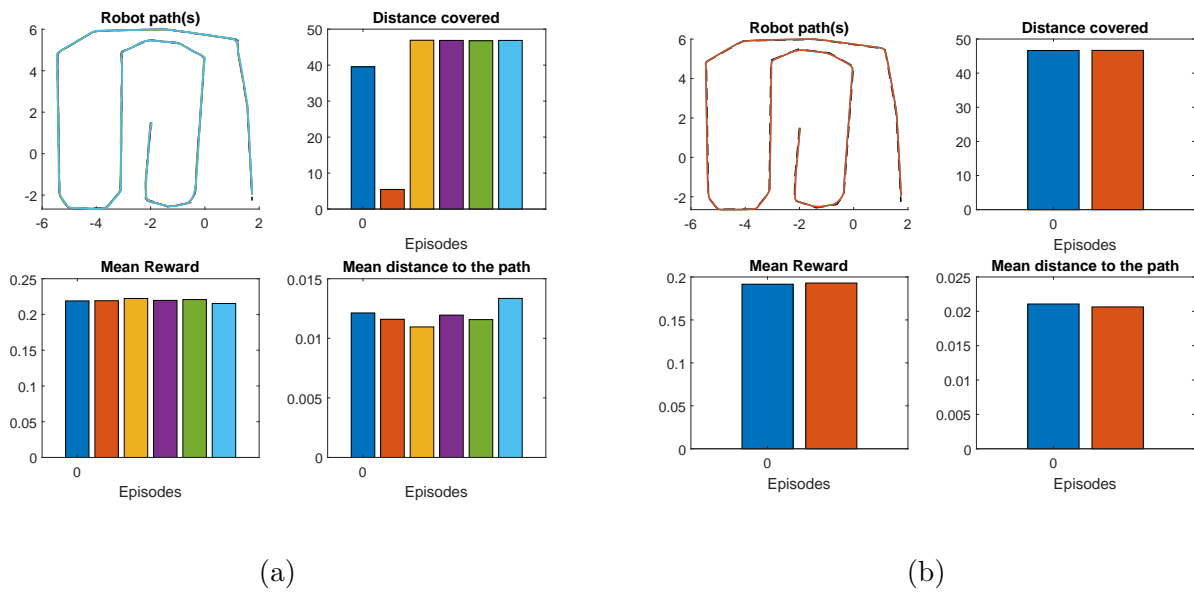 Robot path(s)
6
4
2
0
-2
-6 -4 -2 0 2
Distance covered
50
40
30
20
10
0
0
Episodes
Mean Reward
0.25
0.2
0.15
0.1
0.05
0
0
Episodes
Mean distance to the path
0.015
0.01
0.005
0
0
Episodes
(a)
Robot path(s)
6
4
2
0
-2
-6 -4 -2 0 2
Distance covered
50
40
30
20
10
0
0
Episodes
Mean Reward
0.2
0.15
0.1
0.05
0
0
Episodes
Mean distance to the path
0.025
0.02
0.015
0.01
0.005
0
0
Episodes
(b)